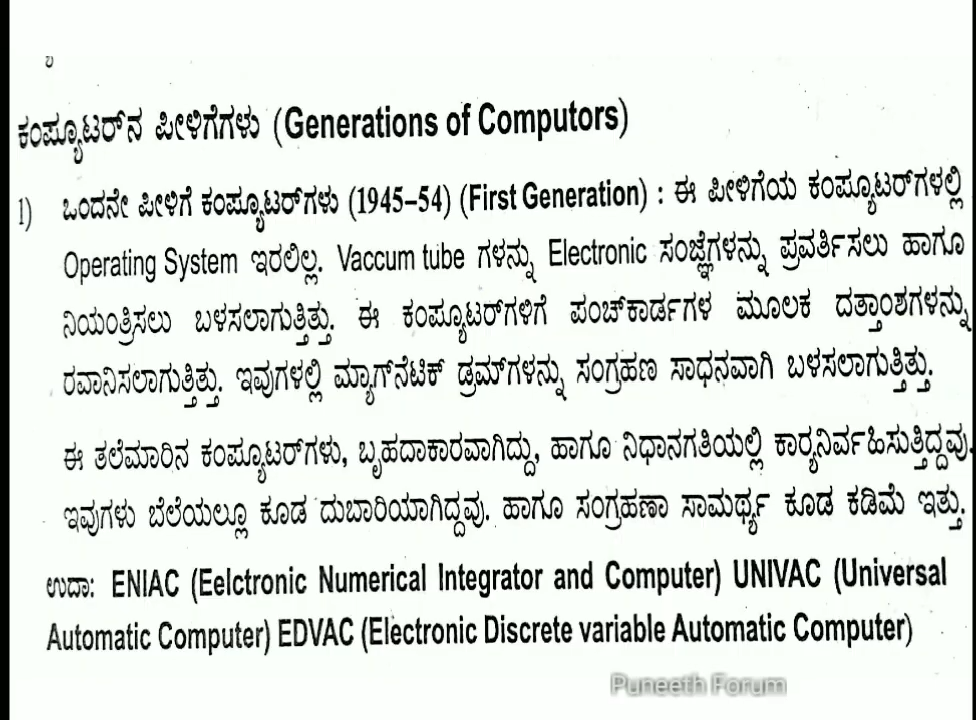 ಕಂಪ್ಯೂಟರ್‌ನ ಪೀಳಿಗೆಗಳು (Generations of Computors)
1) ಒಂದನೇ ಪೀಳಿಗೆ ಕಂಪ್ಯೂಟರ್‌ಗಳು (1945–54) (First Generation) : ಈ ಪೀಳಿಗೆಯ ಕಂಪ್ಯೂಟರ್‌ಗಳಲ್ಲಿ
Operating System ಇರಲಿಲ್ಲ. Vaccum tube ಗಳನ್ನು Electronic ಸಂಜ್ಞೆಗಳನ್ನು ಪ್ರವರ್ತಿಸಲು ಹಾಗೂ
ನಿಯಂತ್ರಿಸಲು ಬಳಸಲಾಗುತ್ತಿತ್ತು. ಈ ಕಂಪ್ಯೂಟರ್‌ಗಳಿಗೆ ಪಂಚ್‌ಕಾರ್ಡಗಳ ಮೂಲಕ ದತ್ತಾಂಶಗಳನ್ನು
ರವಾನಿಸಲಾಗುತ್ತಿತ್ತು. ಇವುಗಳಲ್ಲಿ ಮ್ಯಾಗ್‌ನೆಟಿಕ್ ಡ್ರಮ್‌ಗಳನ್ನು ಸಂಗ್ರಹಣ ಸಾಧನವಾಗಿ ಬಳಸಲಾಗುತ್ತಿತ್ತು.
ಈ ತಲೆಮಾರಿನ ಕಂಪ್ಯೂಟರ್‌ಗಳು, ಬೃಹದಾಕಾರವಾಗಿದ್ದು, ಹಾಗೂ ನಿಧಾನಗತಿಯಲ್ಲಿ ಕಾರ‍್ಯನಿರ್ವಹಿಸುತ್ತಿದ್ದವು.
ಇವುಗಳು ಬೆಲೆಯಲ್ಲೂ ಕೂಡ ದುಬಾರಿಯಾಗಿದ್ದವು. ಹಾಗೂ ಸಂಗ್ರಹಣಾ ಸಾಮರ್ಥ್ಯ ಕೂಡ ಕಡಿಮೆ ಇತ್ತು.
ಉದಾ: ENIAC (Eelctronic Numerical Integrator and Computer) UNIVAC (Universal
Automatic Computer) EDVAC (Electronic Discrete variable Automatic Computer)
Puneeth Forum